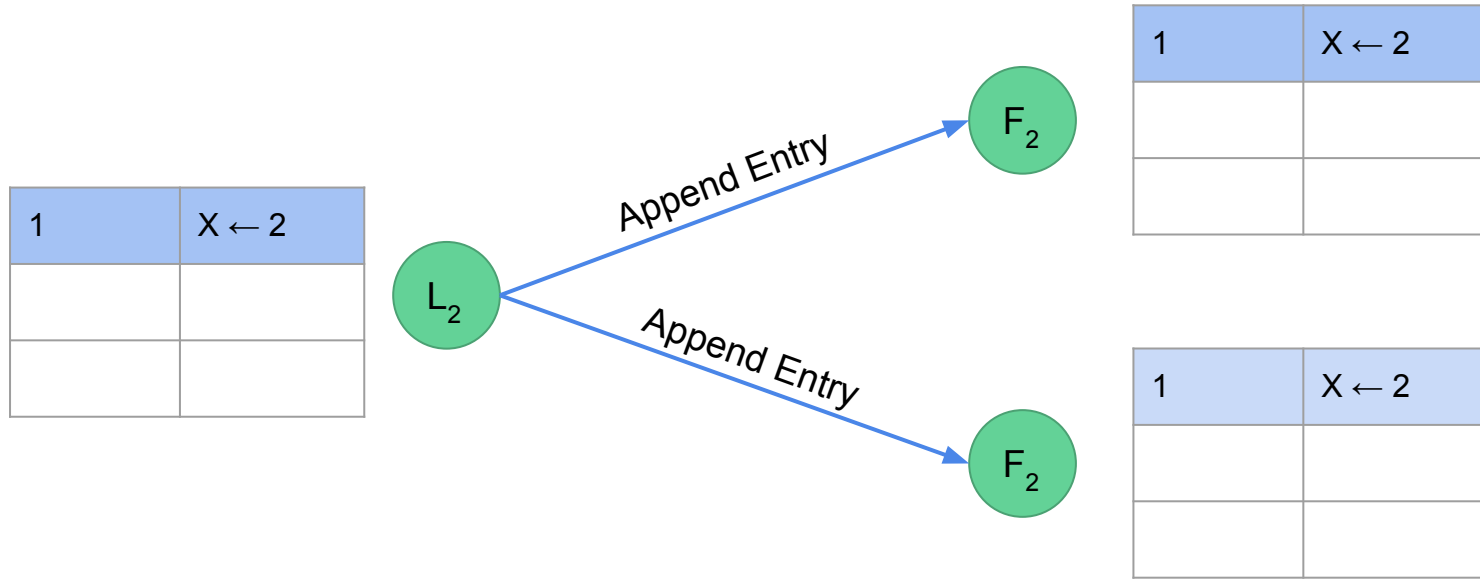 1 X ← 2
L₂
Append Entry
Append Entry
F₂
1 X ← 2
F₂
1 X ← 2